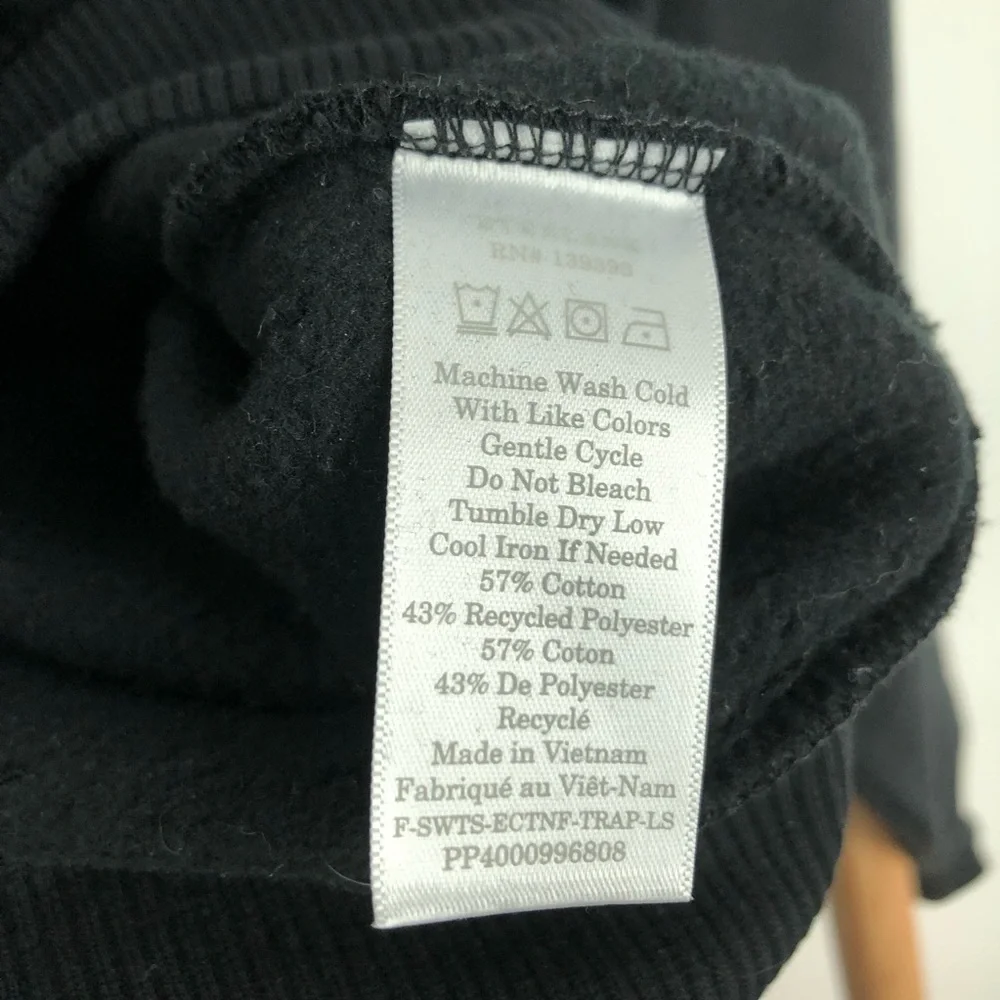 RN# 139393
Machine Wash Cold
With Like Colors
Gentle Cycle
Do Not Bleach
Tumble Dry Low
Cool Iron If Needed
57% Cotton
43% Recycled Polyester
57% Coton
43% De Polyester
Recyclé
Made in Vietnam
Fabriqué au Viêt-Nam
F-SWTS-ECTNF-TRAP-LS
PP4000996808